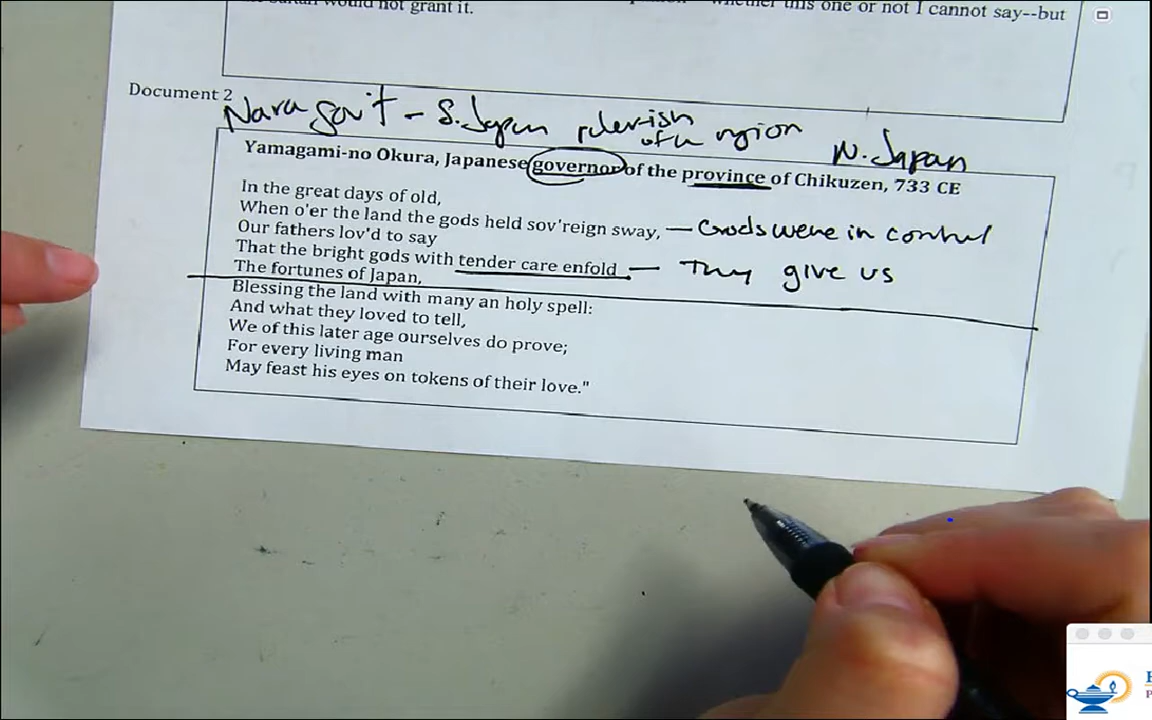 would not grant it. whether this one or not I cannot say--but
Document 2
Nara gov't - S. Japan rulerish of a region N. Japan
Yamagami-no Okura, Japanese governor of the province of Chikuzen, 733 CE
In the great days of old,
When o'er the land the gods held sov'reign sway, — Gods were in control
Our fathers lov'd to say
That the bright gods with tender care enfold — They give us
The fortunes of Japan,
Blessing the land with many an holy spell:
And what they loved to tell,
We of this later age ourselves do prove;
For every living man
May feast his eyes on tokens of their love."